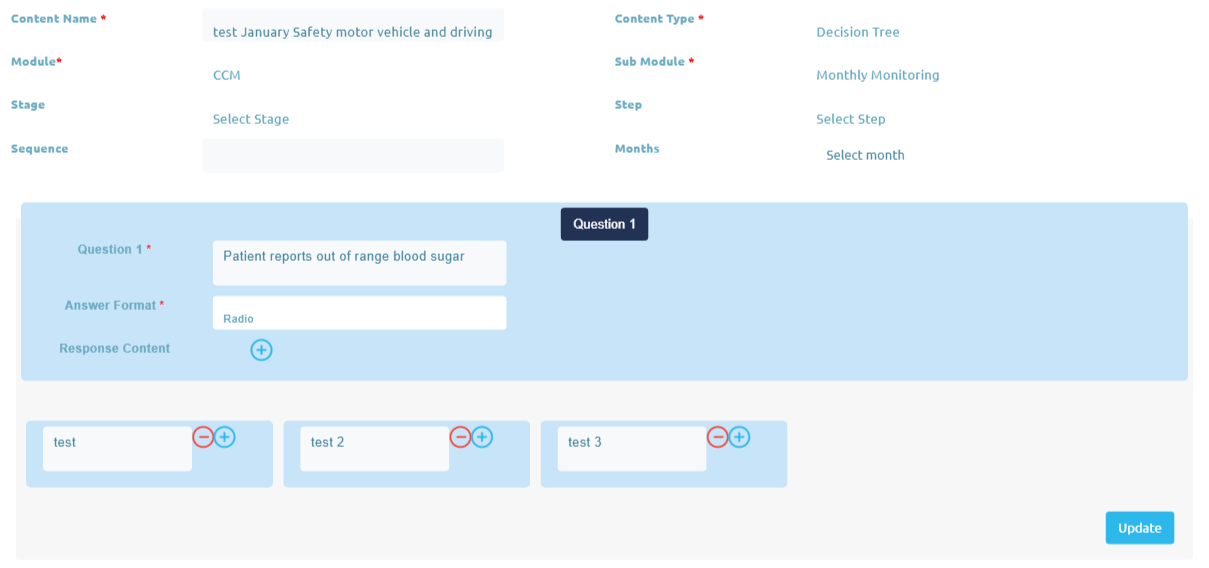 Content Name *
test January Safety motor vehicle and driving
Content Type *
Decision Tree
Module*
CCM
Sub Module *
Monthly Monitoring
Stage
Select Stage
Step
Select Step
Sequence
Months
Select month
Question 1
Question 1 *
Patient reports out of range blood sugar
Answer Format *
Radio
Response Content
test
test 2
test 3
Update